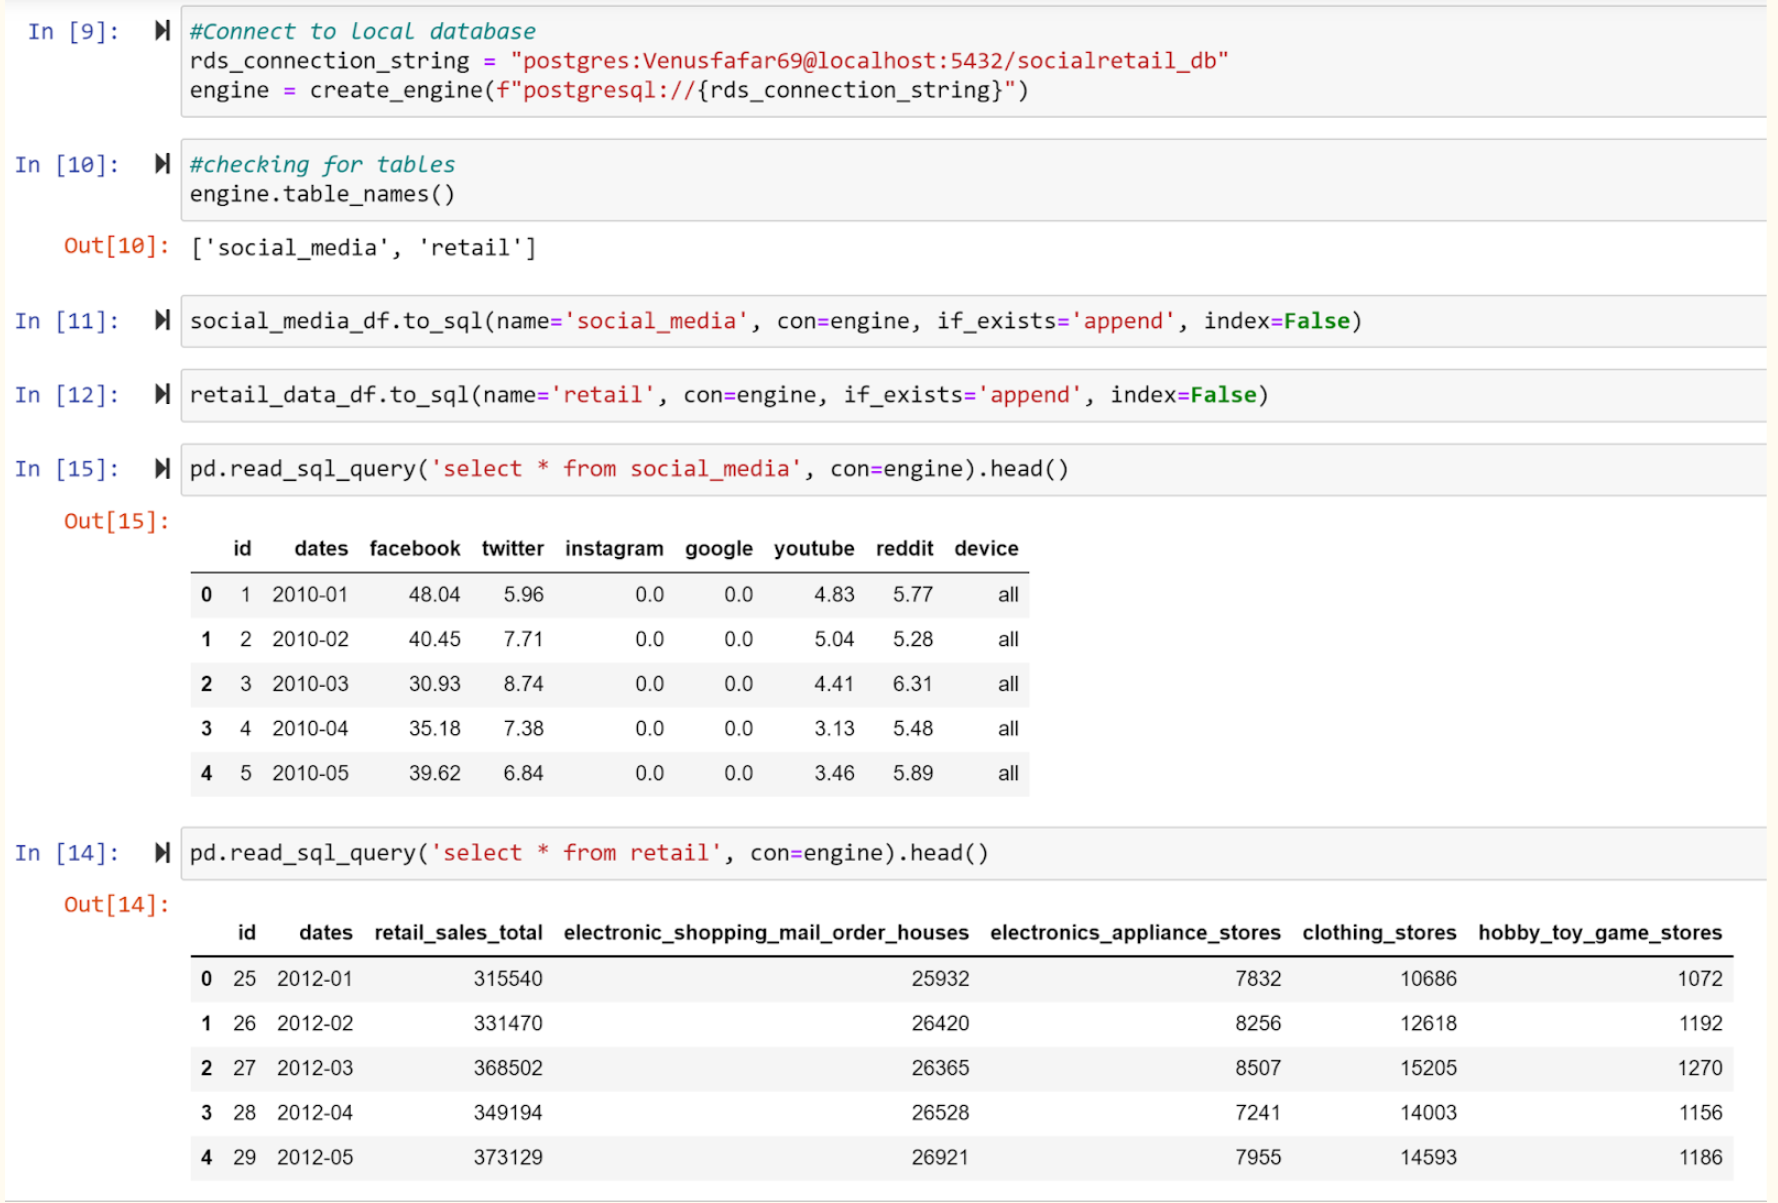 In [9]:
#Connect to local database
rds_connection_string = "postgres:Venusfafar69@localhost:5432/socialretail_db"
engine = create_engine(f"postgresql://{rds_connection_string}")
In [10]:
#checking for tables
engine.table_names()
Out[10]: ['social_media', 'retail']
In [11]: social_media_df.to_sql(name='social_media', con=engine, if_exists='append', index=False)
In [12]: retail_data_df.to_sql(name='retail', con=engine, if_exists='append', index=False)
In [15]: pd.read_sql_query('select * from social_media', con=engine).head()
Out[15]:
id dates facebook twitter instagram google youtube reddit device
0 1 2010-01 48.04 5.96 0.0 0.0 4.83 5.77 all
1 2 2010-02 40.45 7.71 0.0 0.0 5.04 5.28 all
2 3 2010-03 30.93 8.74 0.0 0.0 4.41 6.31 all
3 4 2010-04 35.18 7.38 0.0 0.0 3.13 5.48 all
4 5 2010-05 39.62 6.84 0.0 0.0 3.46 5.89 all
In [14]: pd.read_sql_query('select * from retail', con=engine).head()
Out[14]:
id dates retail_sales_total electronic_shopping_mail_order_houses electronics_appliance_stores clothing_stores hobby_toy_game_stores
0 25 2012-01 315540 25932 7832 10686 1072
1 26 2012-02 331470 26420 8256 12618 1192
2 27 2012-03 368502 26365 8507 15205 1270
3 28 2012-04 349194 26528 7241 14003 1156
4 29 2012-05 373129 26921 7955 14593 1186